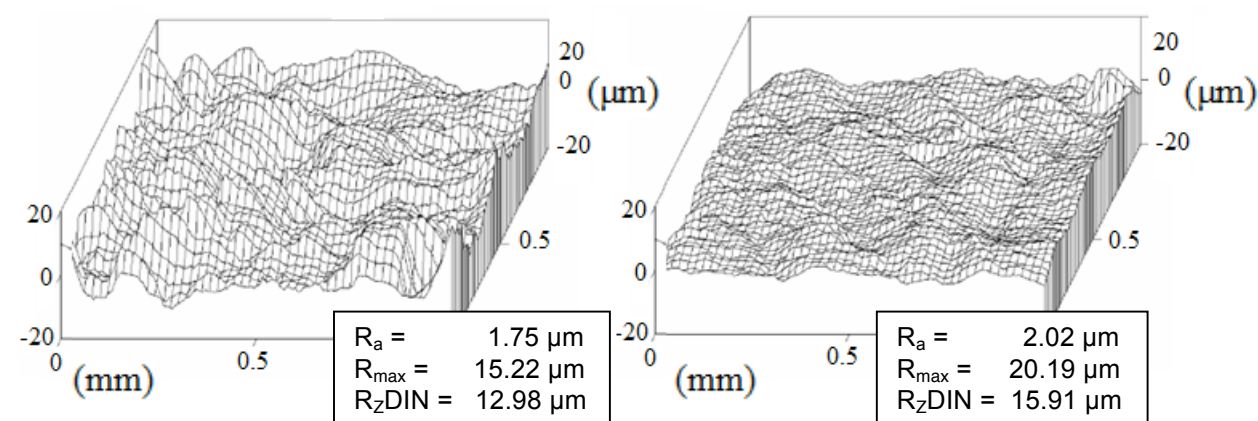 20
0
-20
(µm)
20
0
-20
0.5
0
0.5
(mm)
Ra = 1.75 µm
Rmax = 15.22 µm
RZDIN = 12.98 µm
20
0
-20
(µm)
20
0
-20
0.5
0
0.5
(mm)
Ra = 2.02 µm
Rmax = 20.19 µm
RZDIN = 15.91 µm